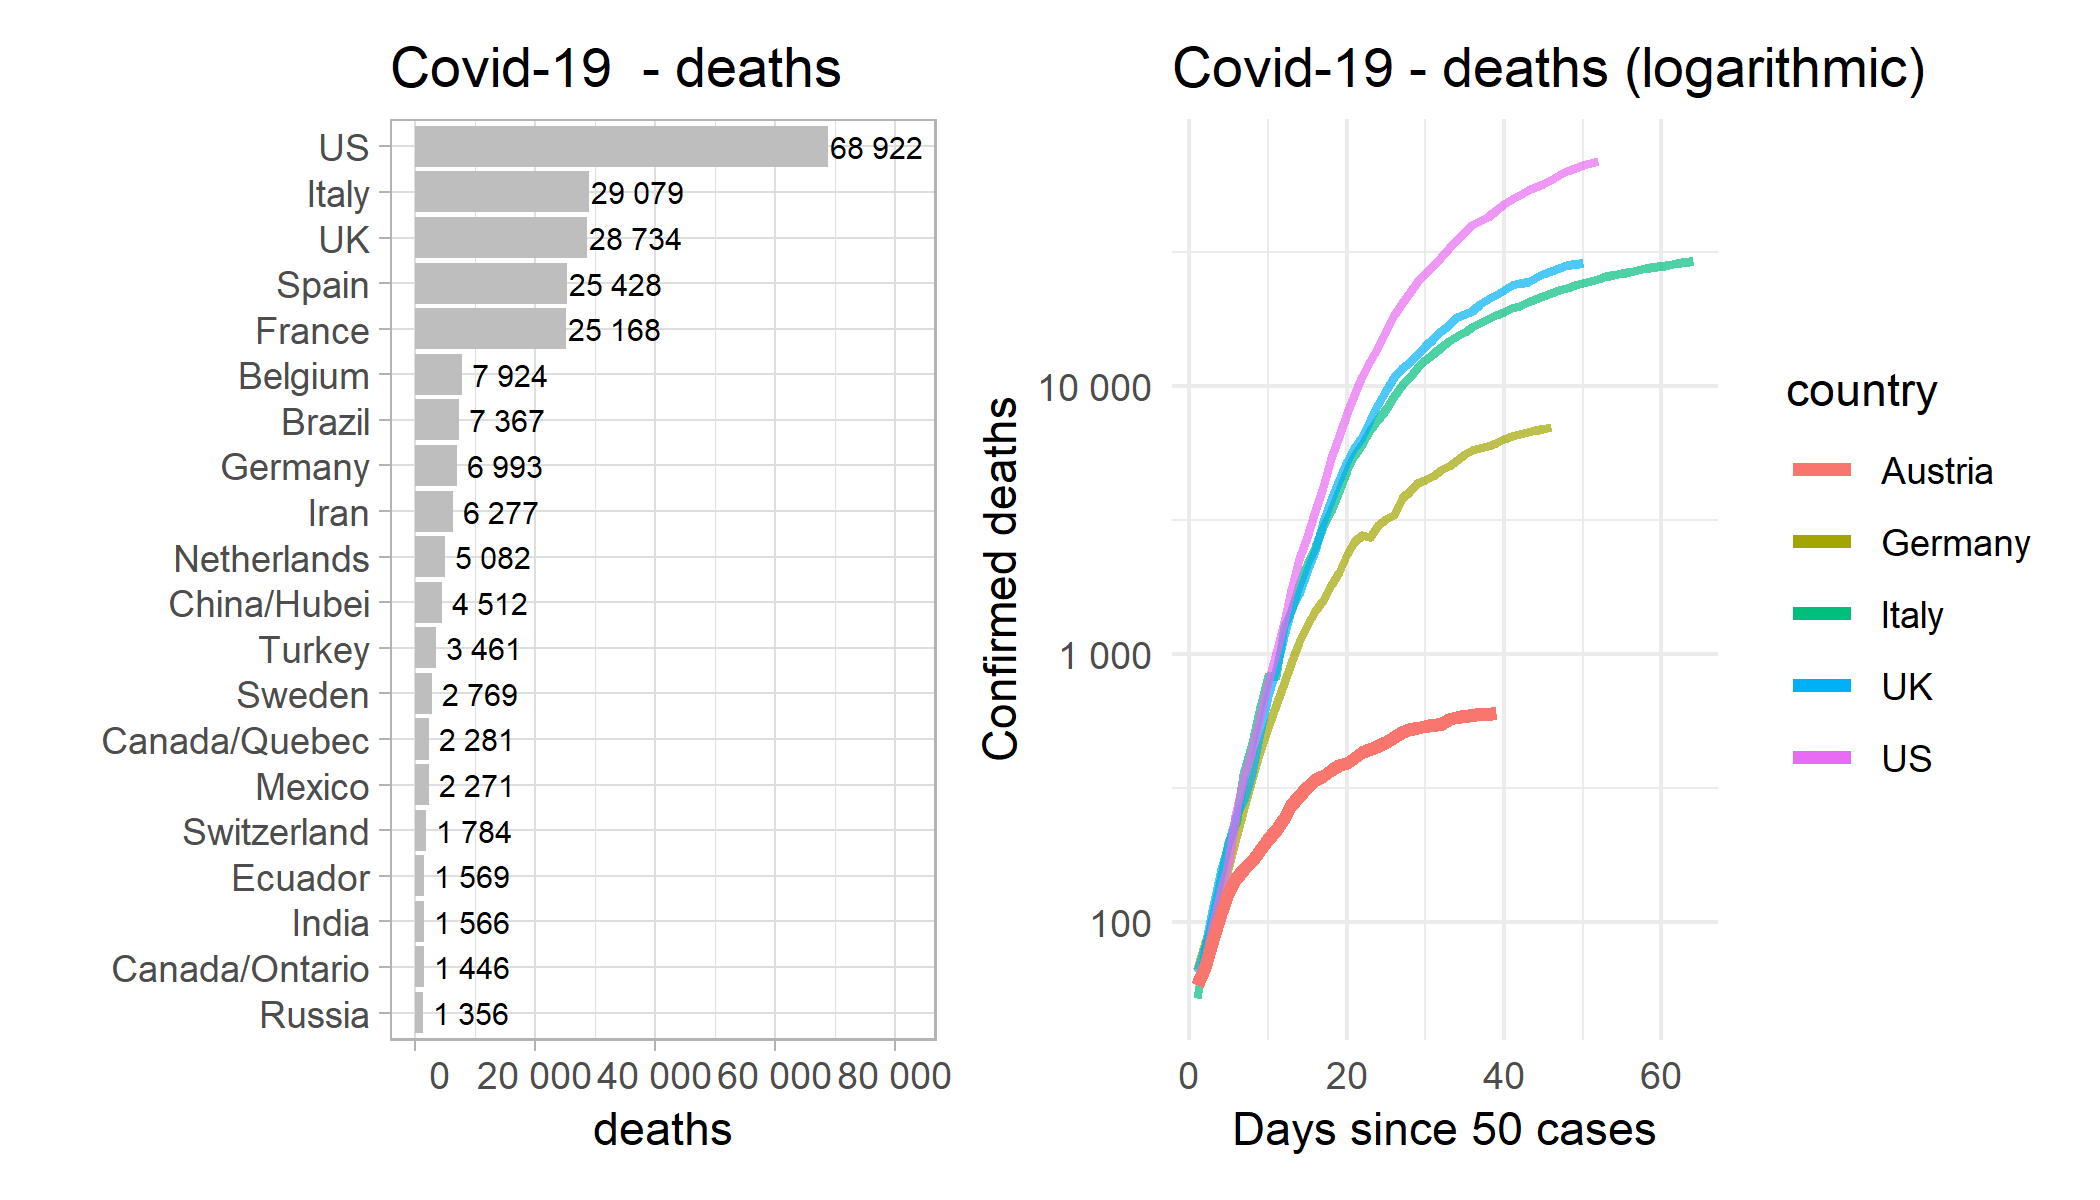 Covid-19  - deaths
US 68 922
Italy 29 079
UK 28 734
Spain 25 428
France 25 168
Belgium 7 924
Brazil 7 367
Germany 6 993
Iran 6 277
Netherlands 5 082
China/Hubei 4 512
Turkey 3 461
Sweden 2 769
Canada/Quebec 2 281
Mexico 2 271
Switzerland 1 784
Ecuador 1 569
India 1 566
Canada/Ontario 1 446
Russia 1 356
0 20 000 40 000 60 000 80 000
deaths
Covid-19 - deaths (logarithmic)
Confirmed deaths
10 000
1 000
100
0 20 40 60
Days since 50 cases
country
Austria
Germany
Italy
UK
US